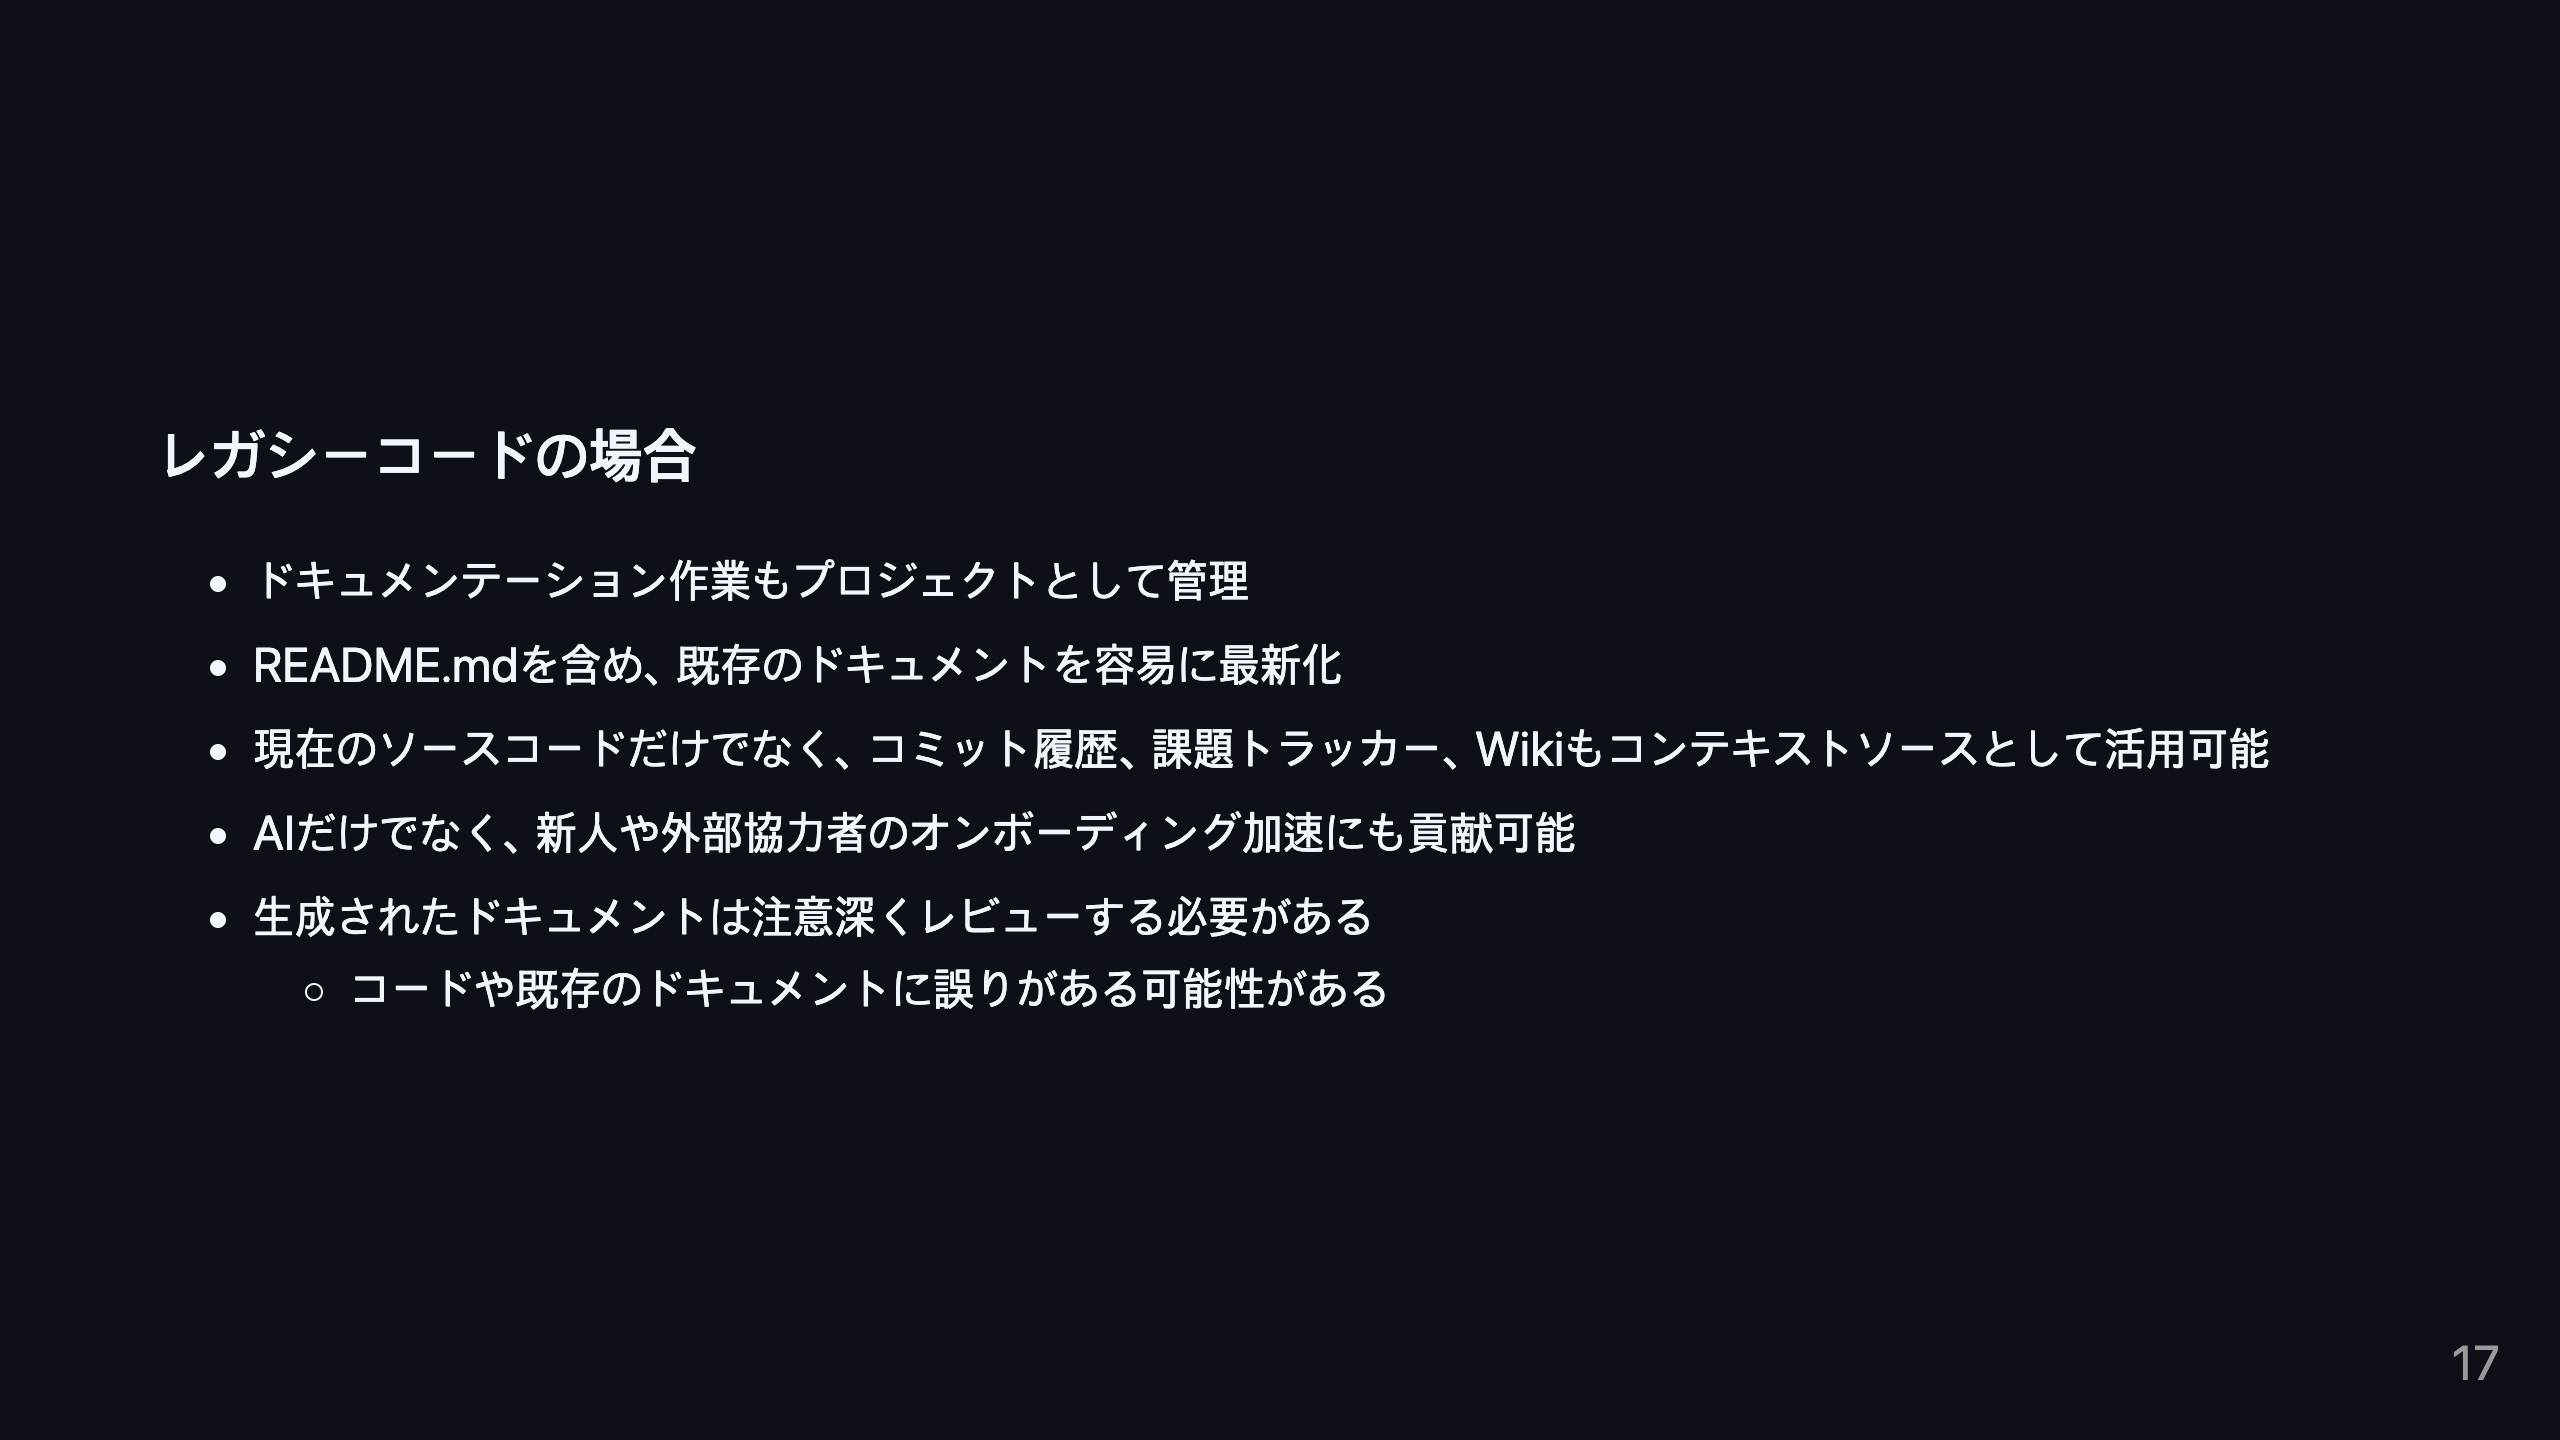 レガシーコードの場合
• ドキュメンテーション作業もプロジェクトとして管理
• README.mdを含め、既存のドキュメントを容易に最新化
• 現在のソースコードだけでなく、コミット履歴、課題トラッカー、Wikiもコンテキストソースとして活用可能
• AIだけでなく、新人や外部協力者のオンボーディング加速にも貢献可能
• 生成されたドキュメントは注意深くレビューする必要がある
○ コードや既存のドキュメントに誤りがある可能性がある
17